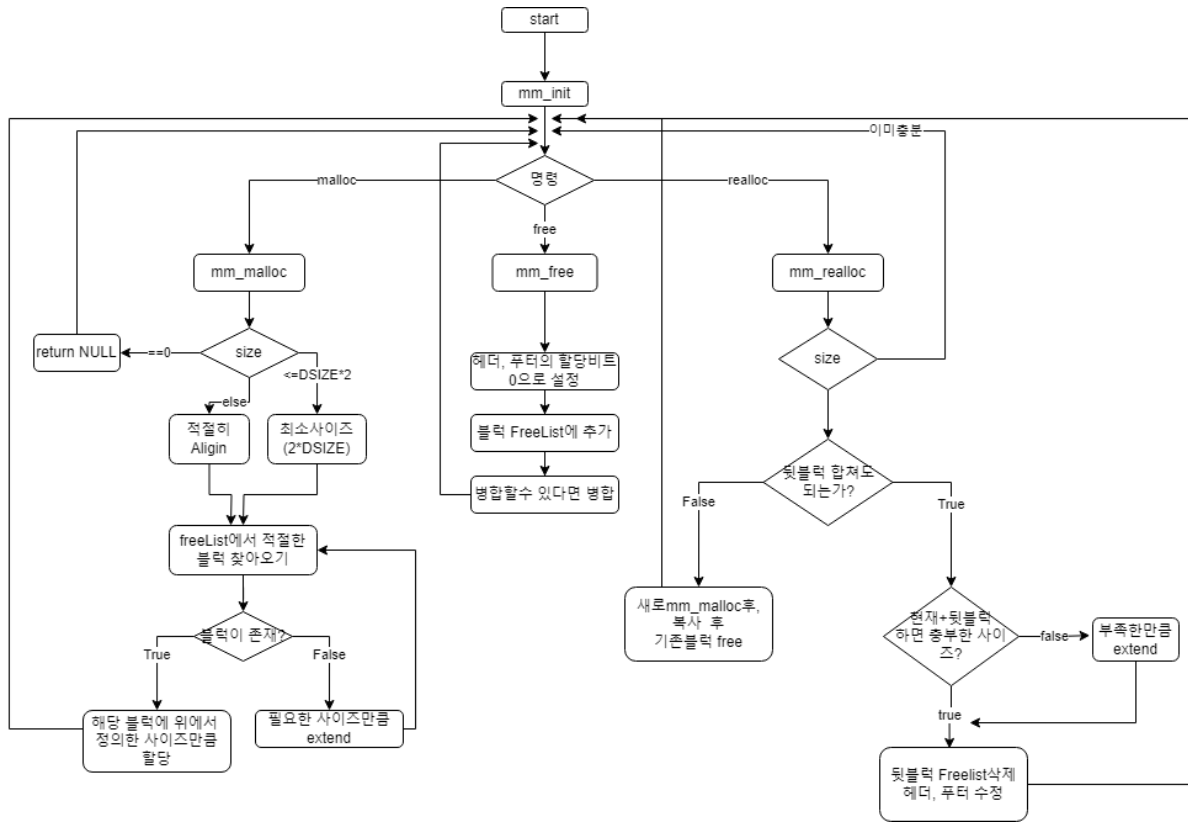 start
mm_init
이미충분
명령
malloc
realloc
free
mm_malloc
mm_free
mm_realloc
return NULL
==0
size
<=DSIZE*2
else
적절히
Aligin
최소사이즈
(2*DSIZE)
헤더, 푸터의 할당비트
0으로 설정
블럭 FreeList에 추가
병합할수 있다면 병합
size
뒷블럭 합쳐도
되는가?
False
True
freeList에서 적절한
블럭 찾아오기
블럭이 존재?
True
False
해당 블럭에 위에서
정의한 사이즈만큼
할당
필요한 사이즈만큼
extend
새로mm_malloc후,
복사 후
기존블럭 free
현재+뒷블럭
하면 충부한 사이
즈?
false
부족한만큼
extend
true
뒷블럭 Freelist삭제
헤더, 푸터 수정